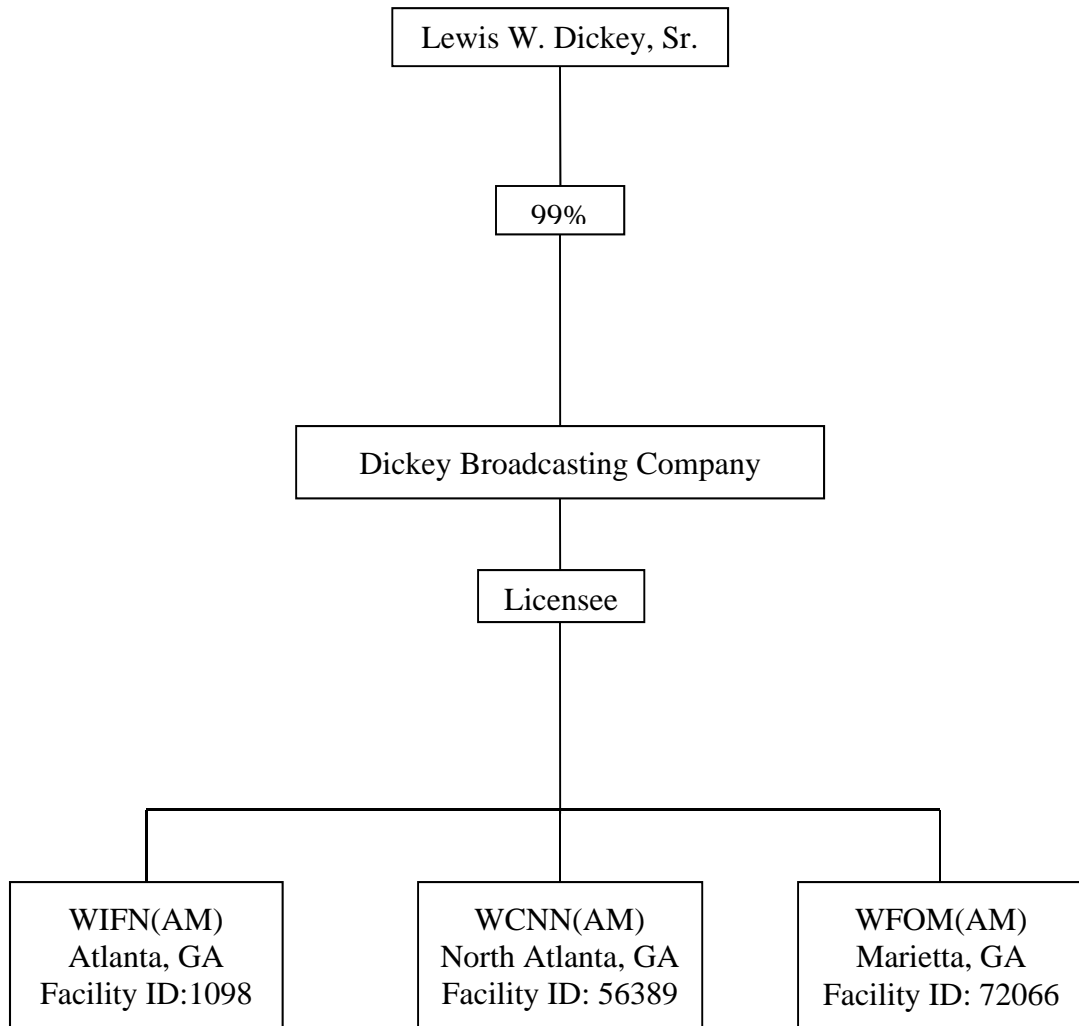 Lewis W. Dickey, Sr.
99%
Dickey Broadcasting Company
Licensee
WIFN(AM)
Atlanta, GA
Facility ID:1098
WCNN(AM)
North Atlanta, GA
Facility ID: 56389
WFOM(AM)
Marietta, GA
Facility ID: 72066